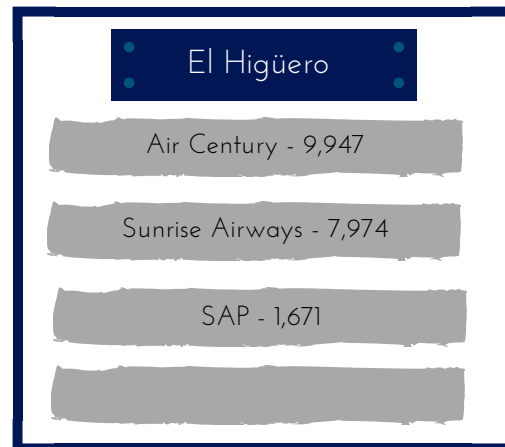 El Higüero
Air Century - 9,947
Sunrise Airways - 7,974
SAP - 1,671